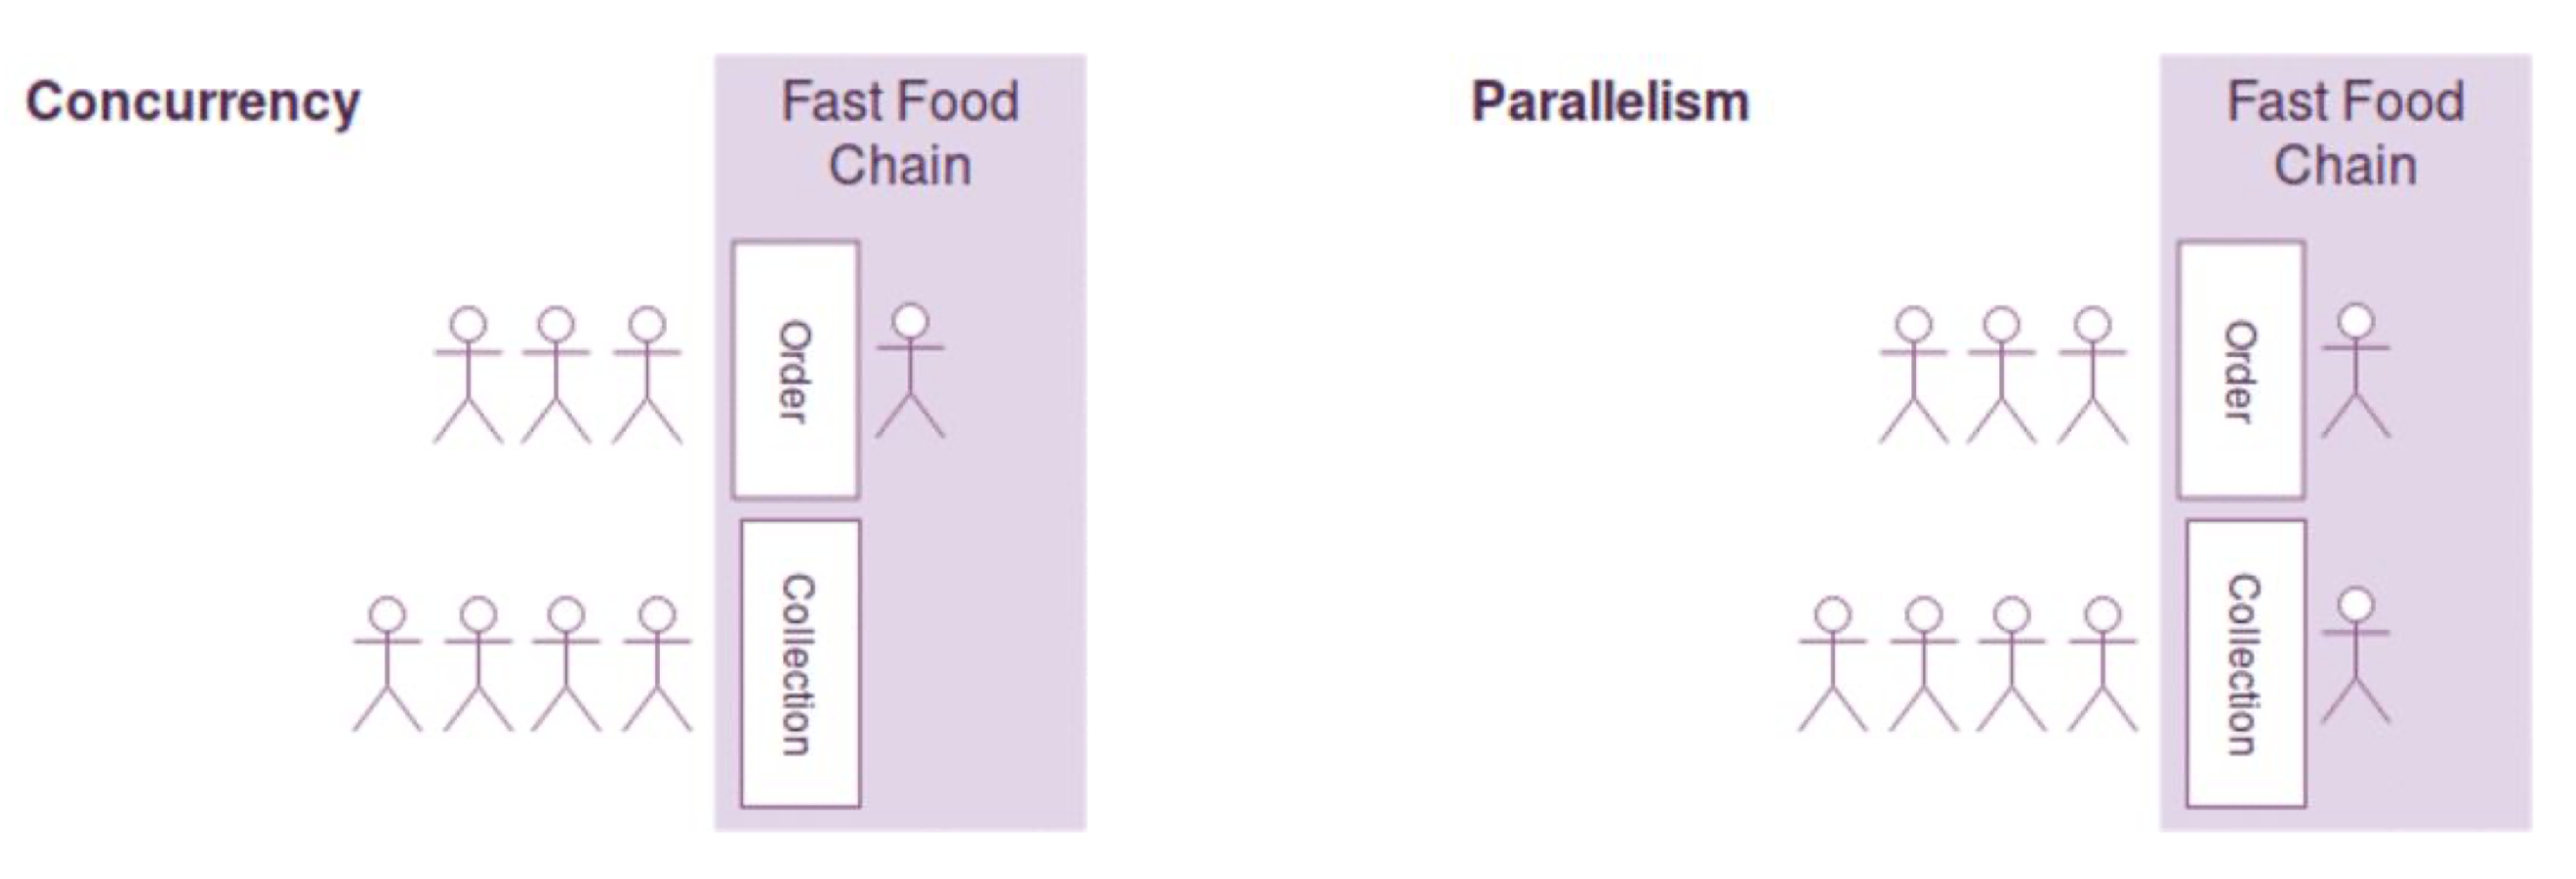 Concurrency
Fast Food
Chain
Order
Collection
Parallelism
Fast Food
Chain
Order
Collection